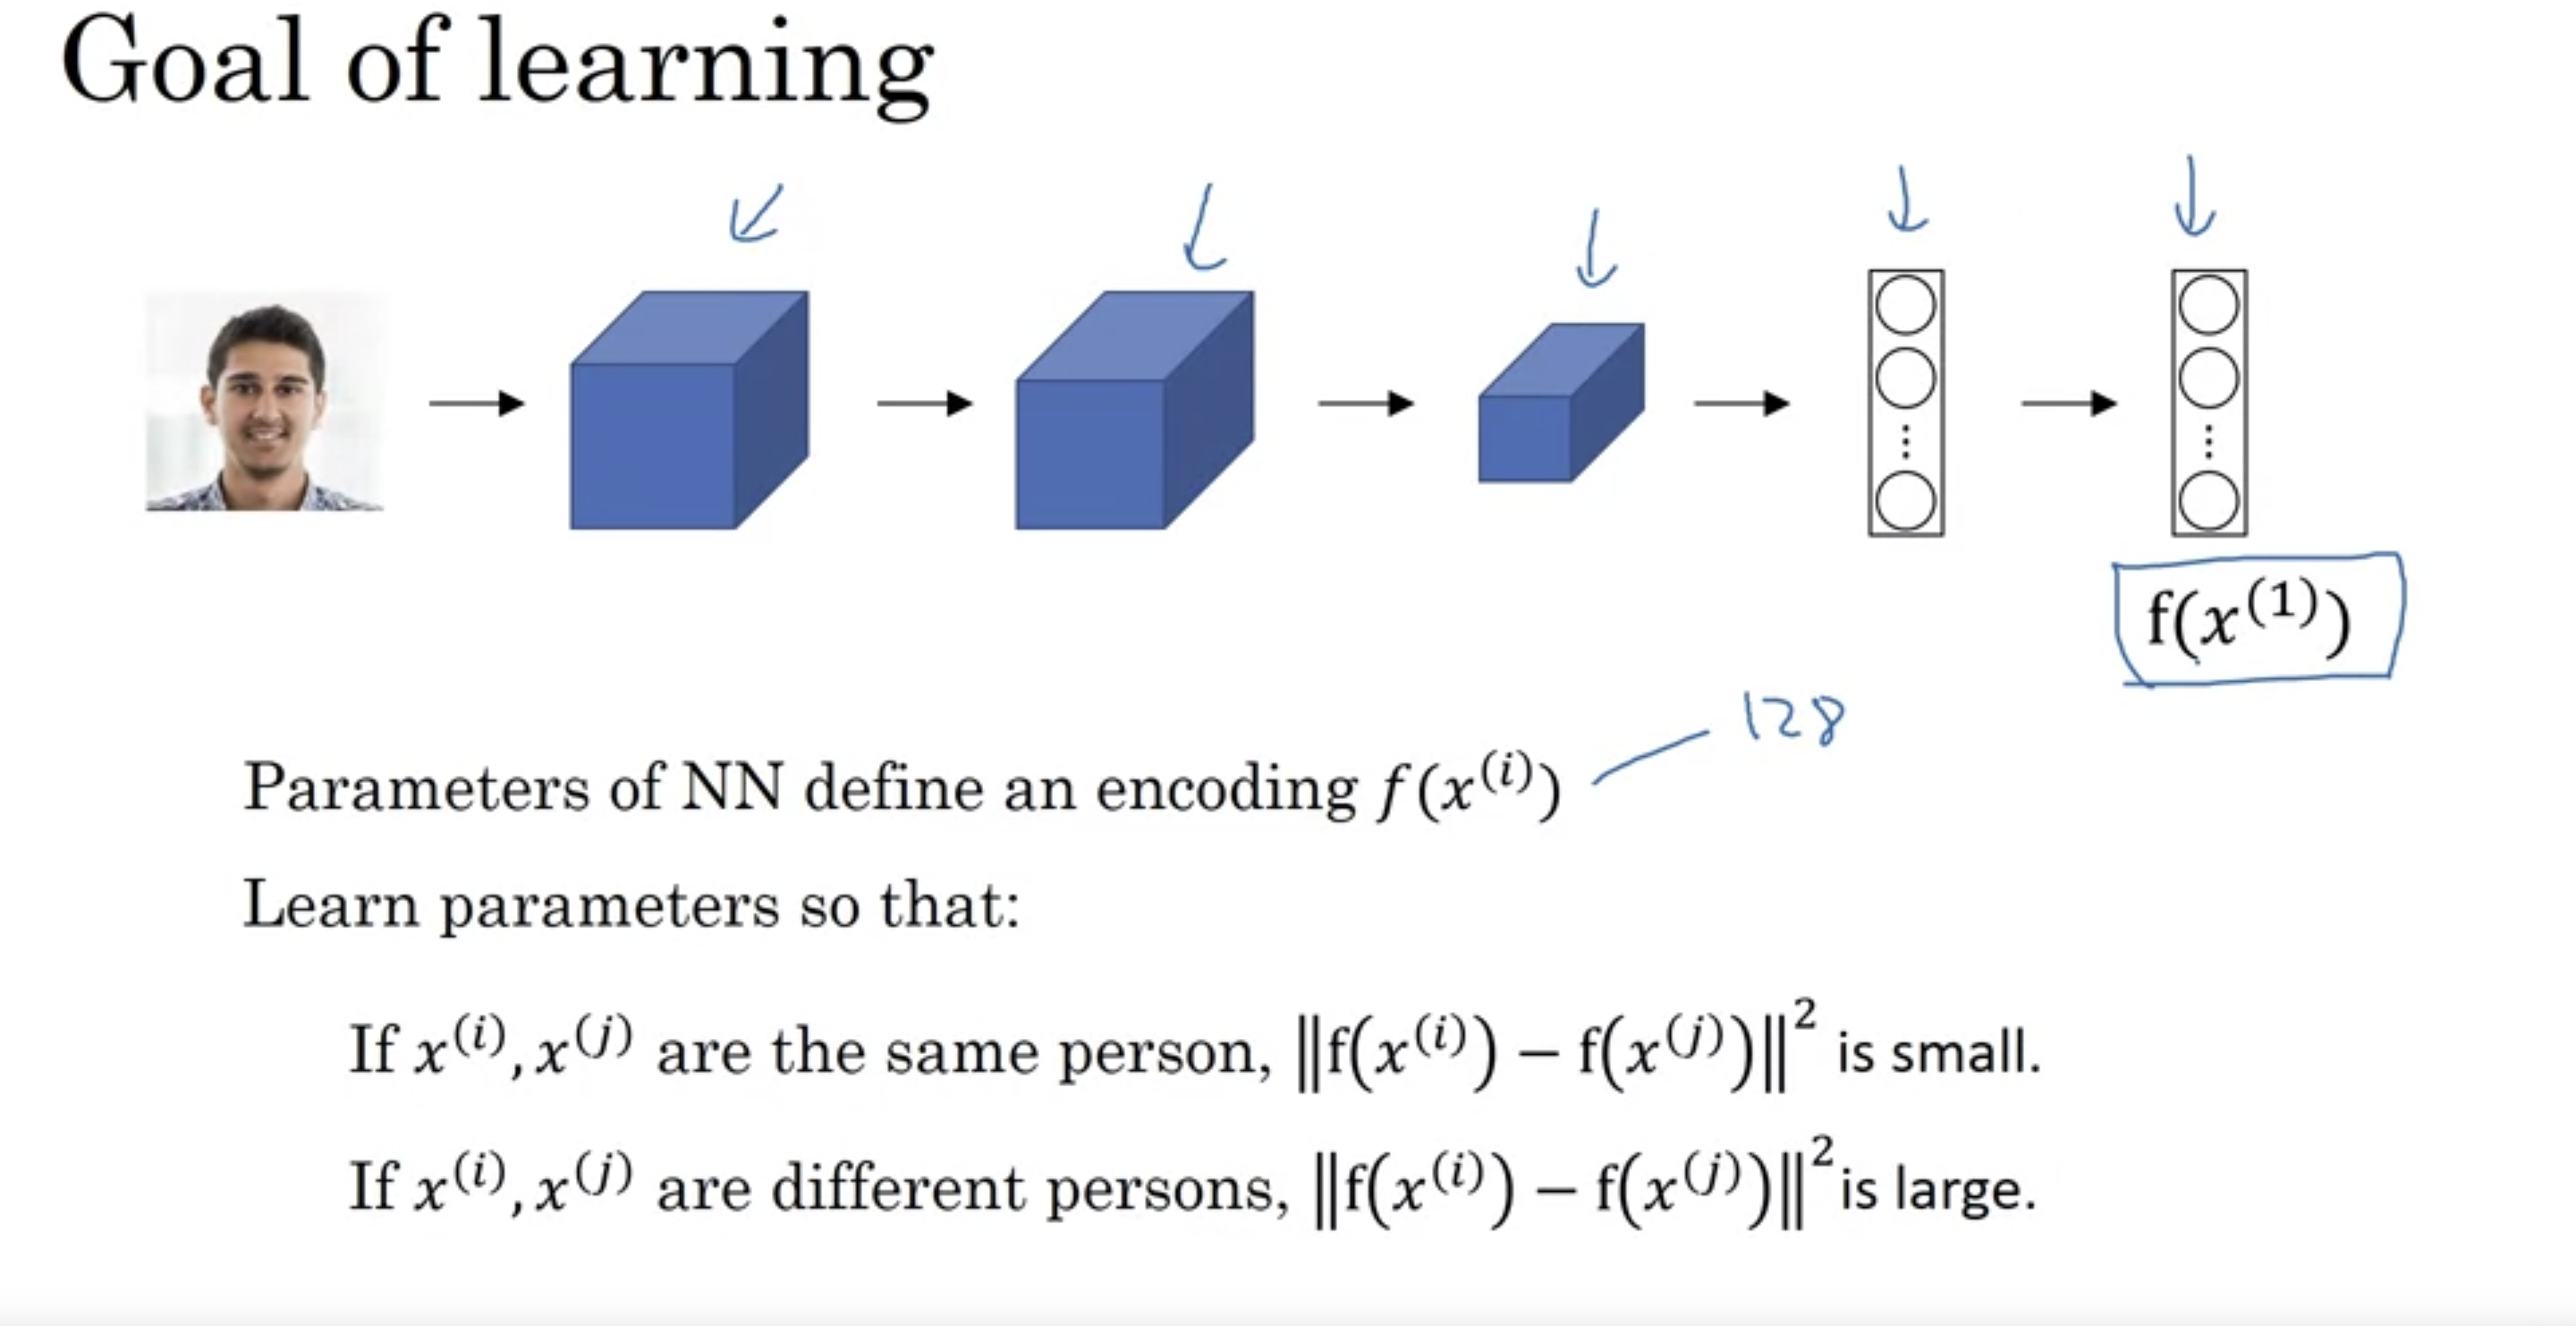 Goal of learning
f(x⁽¹⁾)
128
Parameters of NN define an encoding f(x⁽ⁱ⁾)
Learn parameters so that:
If x⁽ⁱ⁾, x⁽ʲ⁾ are the same person, ‖f(x⁽ⁱ⁾) − f(x⁽ʲ⁾)‖² is small.
If x⁽ⁱ⁾, x⁽ʲ⁾ are different persons, ‖f(x⁽ⁱ⁾) − f(x⁽ʲ⁾)‖² is large.